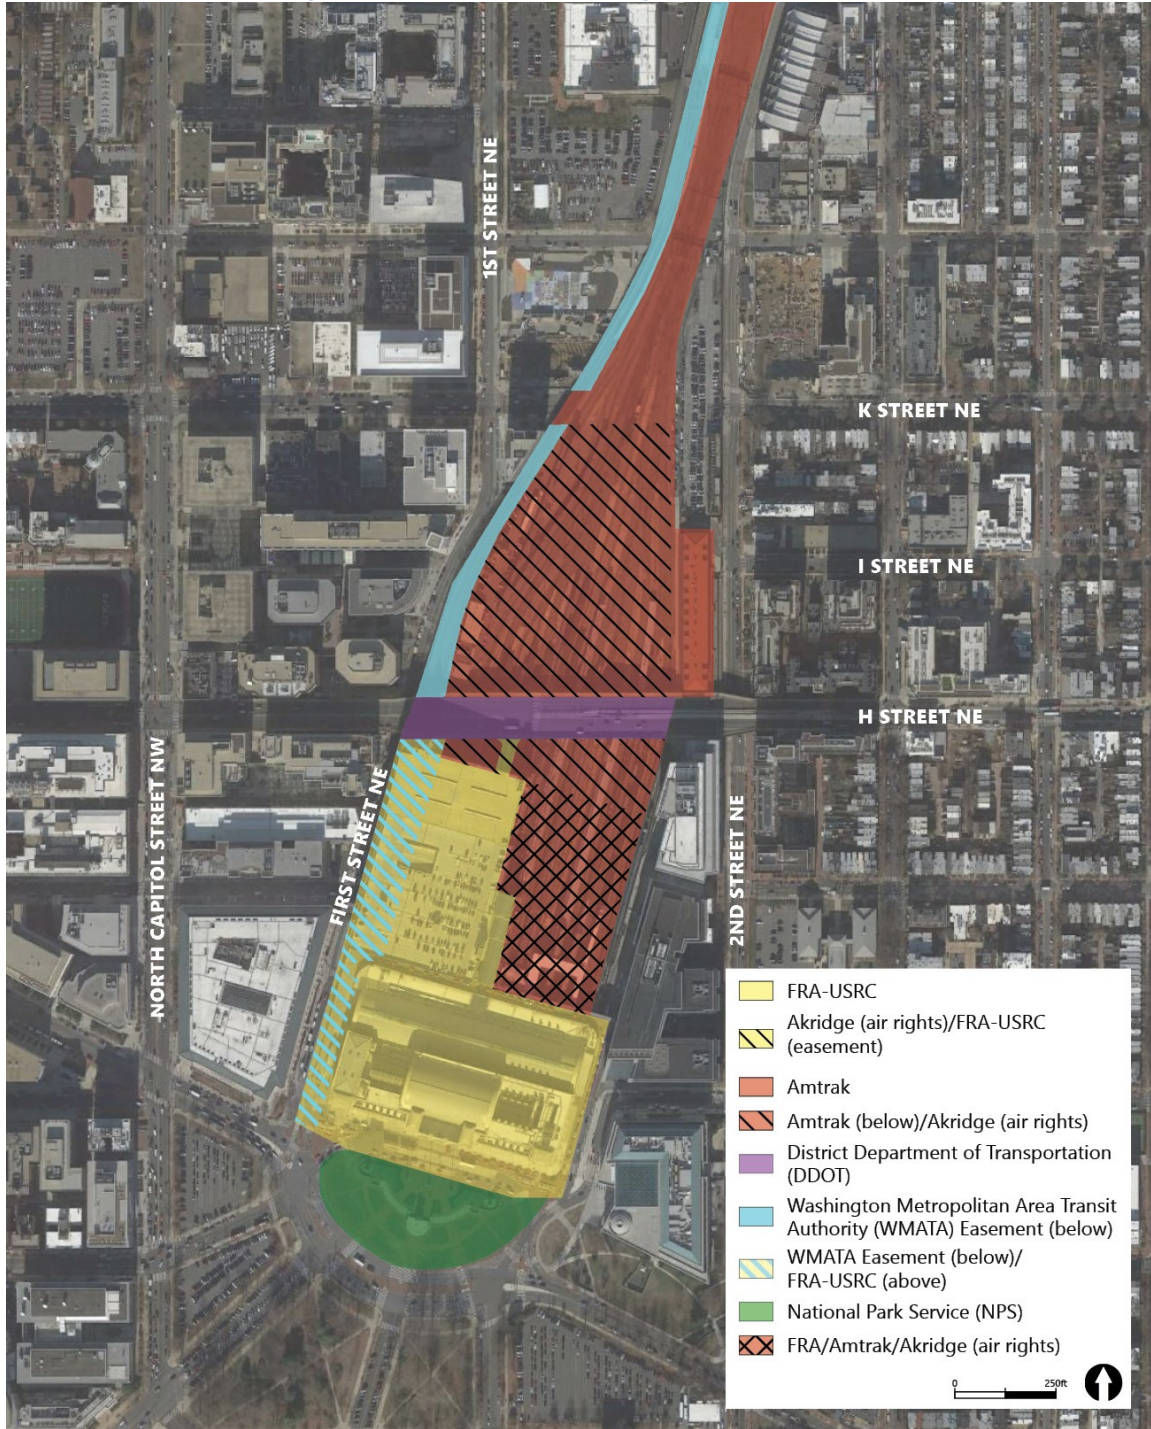 1ST STREET NE
K STREET NE
I STREET NE
H STREET NE
NORTH CAPITOL STREET NW
FIRST STREET NE
2ND STREET NE
FRA-USRC
Akridge (air rights)/FRA-USRC
(easement)
Amtrak
Amtrak (below)/Akridge (air rights)
District Department of Transportation
(DDOT)
Washington Metropolitan Area Transit
Authority (WMATA) Easement (below)
WMATA Easement (below)/
FRA-USRC (above)
National Park Service (NPS)
FRA/Amtrak/Akridge (air rights)
0 250ft